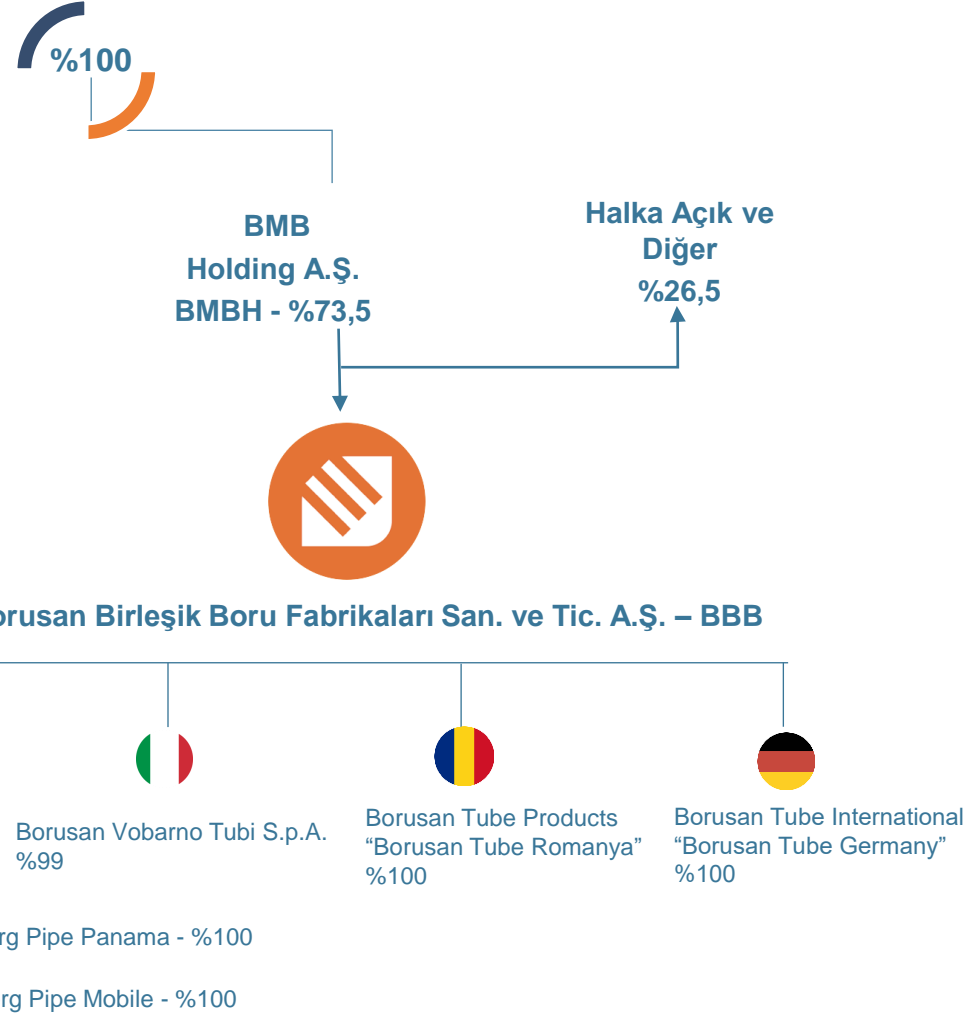 %100
BMB
Holding A.Ş.
BMBH - %73,5
Halka Açık ve
Diğer
%26,5
orusan Birleşik Boru Fabrikaları San. ve Tic. A.Ş. – BBB
Borusan Vobarno Tubi S.p.A.
%99
Borusan Tube Products
“Borusan Tube Romanya”
%100
Borusan Tube International
“Borusan Tube Germany”
%100
rg Pipe Panama - %100
rg Pipe Mobile - %100